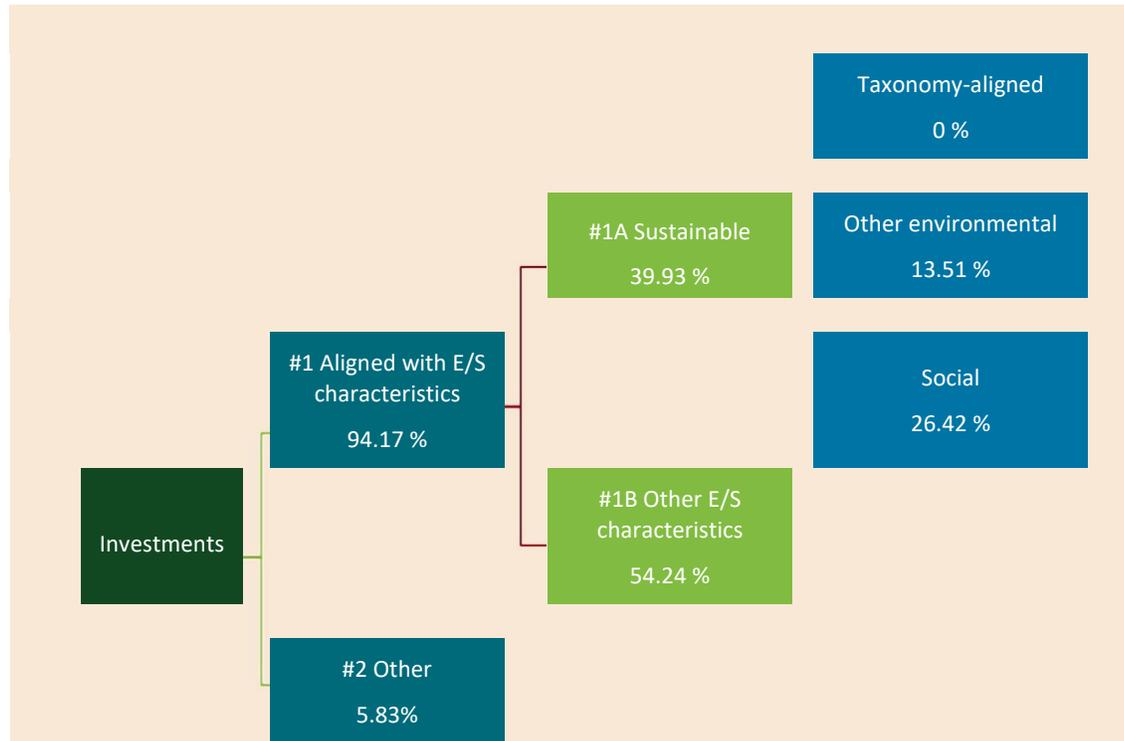 Taxonomy-aligned
0 %
#1A Sustainable
39.93 %
Other environmental
13.51 %
#1 Aligned with E/S
characteristics
94.17 %
Social
26.42 %
Investments
#1B Other E/S
characteristics
54.24 %
#2 Other
5.83%